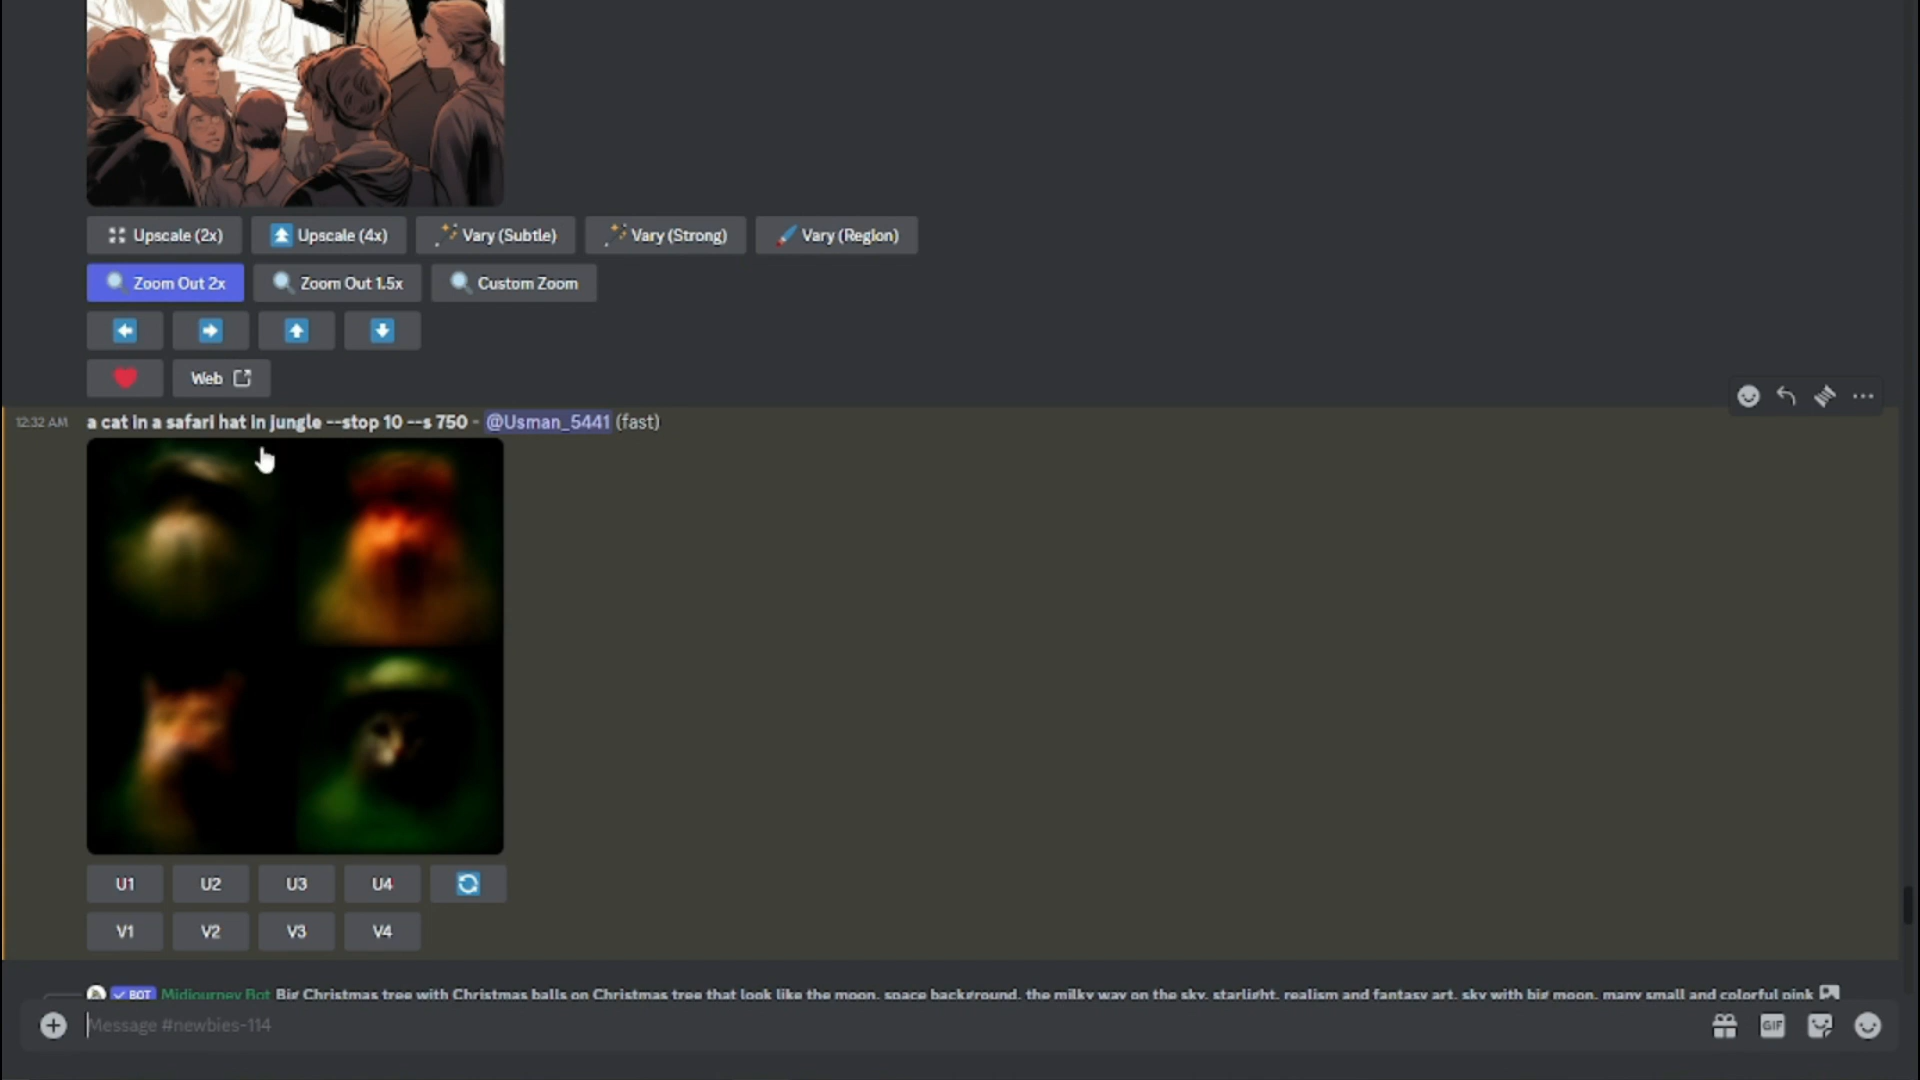 Upscale (2x) Upscale (4x) Vary (Subtle) Vary (Strong) Vary (Region)
Zoom Out 2x Zoom Out 1.5x Custom Zoom
Web
12:32 AM a cat in a safari hat in jungle --stop 10 --s 750 - @Usman_5441 (fast)
U1 U2 U3 U4
V1 V2 V3 V4
BOT Midjourney Bot Big Christmas tree with Christmas balls on Christmas tree that look like the moon, space background, the milky way on the sky, starlight, realism and fantasy art, sky with big moon, many small and colorful pink
Message #newbies-114
GIF